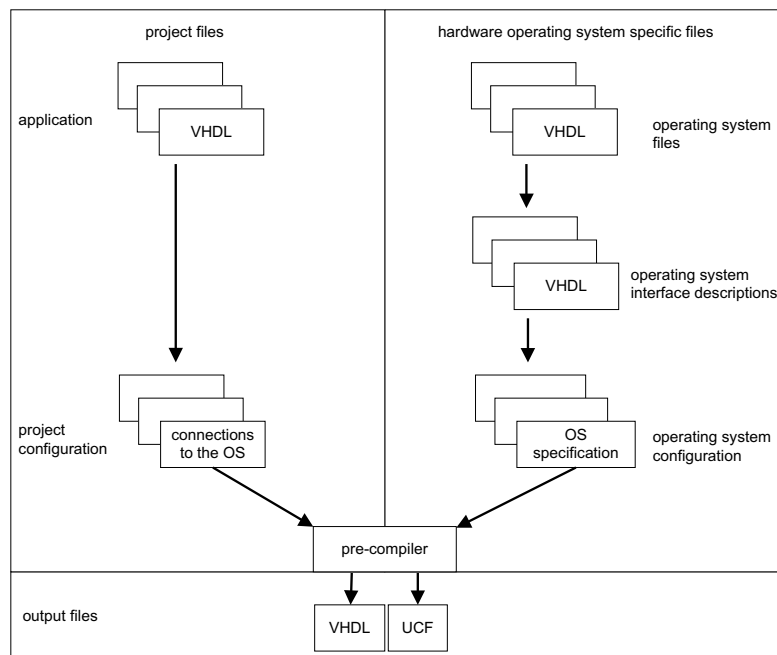 project files
hardware operating system specific files
application
VHDL
VHDL
operating system
files
VHDL
operating system
interface descriptions
project
configuration
connections
to the OS
OS
specification
operating system
configuration
pre-compiler
output files
VHDL
UCF